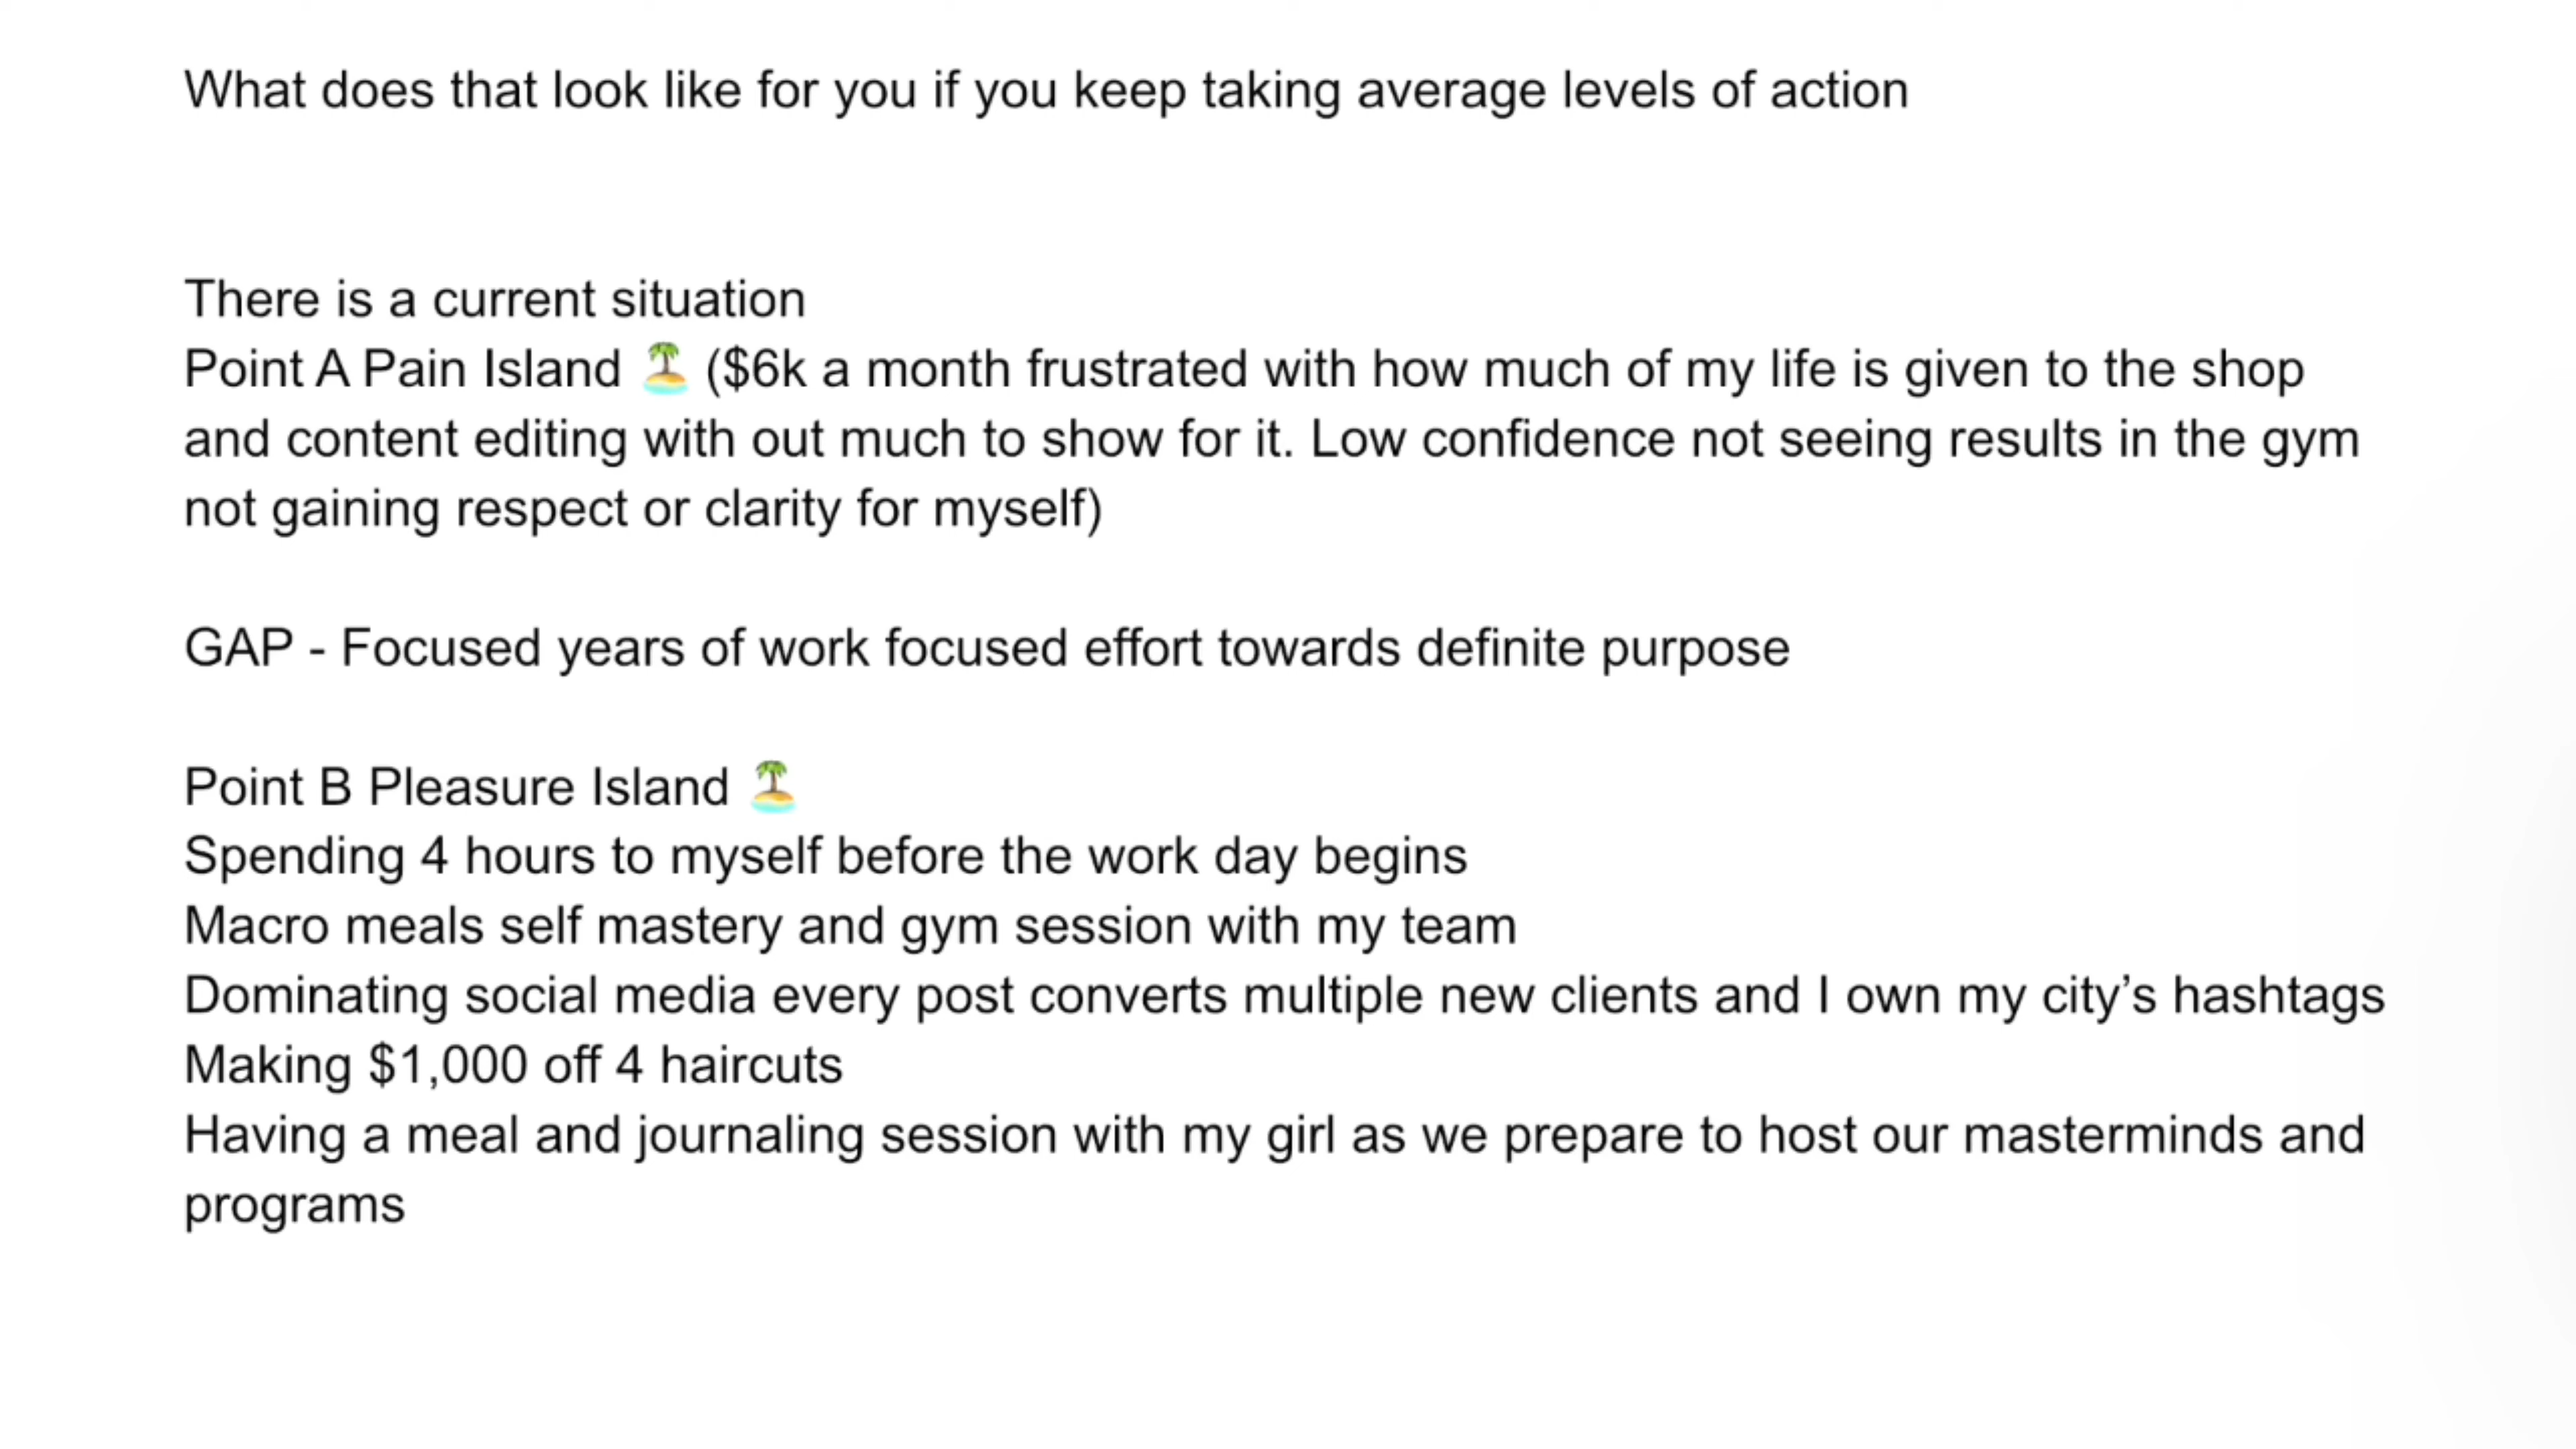 What does that look like for you if you keep taking average levels of action
There is a current situation
Point A Pain Island 🏝️ ($6k a month frustrated with how much of my life is given to the shop
and content editing with out much to show for it. Low confidence not seeing results in the gym
not gaining respect or clarity for myself)
GAP - Focused years of work focused effort towards definite purpose
Point B Pleasure Island 🏝️
Spending 4 hours to myself before the work day begins
Macro meals self mastery and gym session with my team
Dominating social media every post converts multiple new clients and I own my city’s hashtags
Making $1,000 off 4 haircuts
Having a meal and journaling session with my girl as we prepare to host our masterminds and
programs